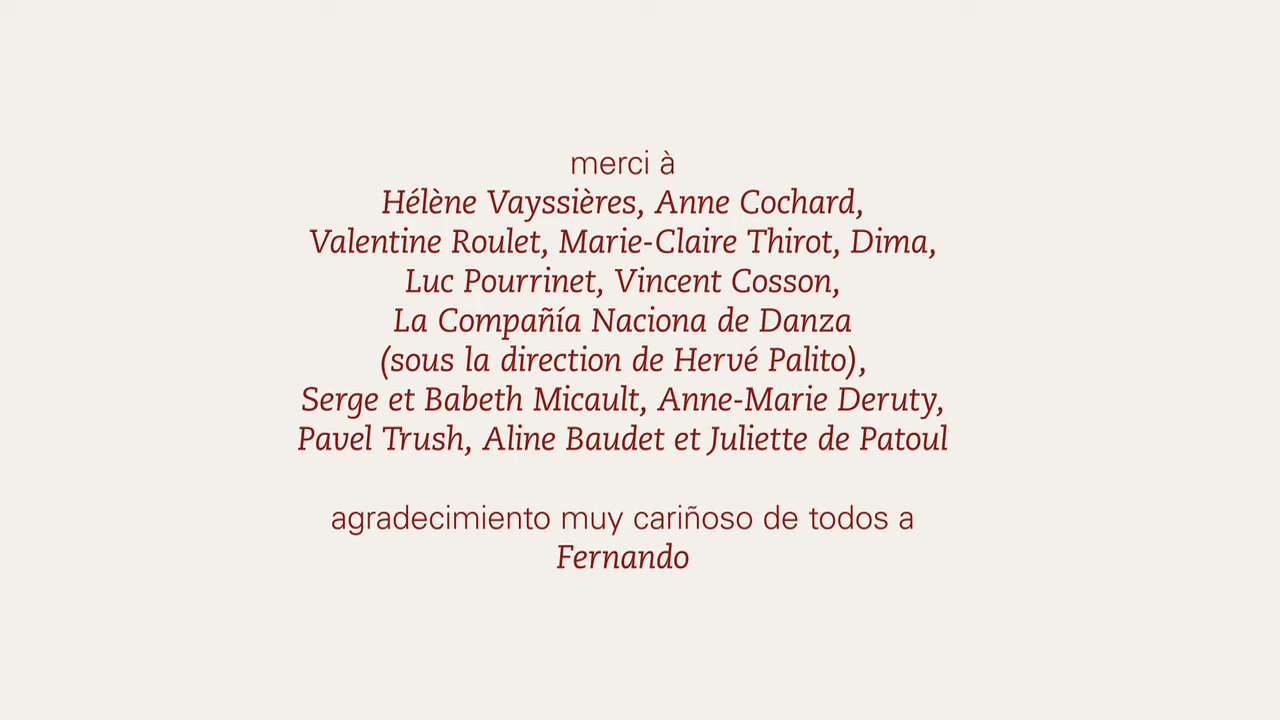 merci à
Hélène Vayssières, Anne Cochard,
Valentine Roulet, Marie-Claire Thirot, Dima,
Luc Pourrinet, Vincent Cosson,
La Compañía Naciona de Danza
(sous la direction de Hervé Palito),
Serge et Babeth Micault, Anne-Marie Deruty,
Pavel Trush, Aline Baudet et Juliette de Patoul
agradecimiento muy cariñoso de todos a
Fernando